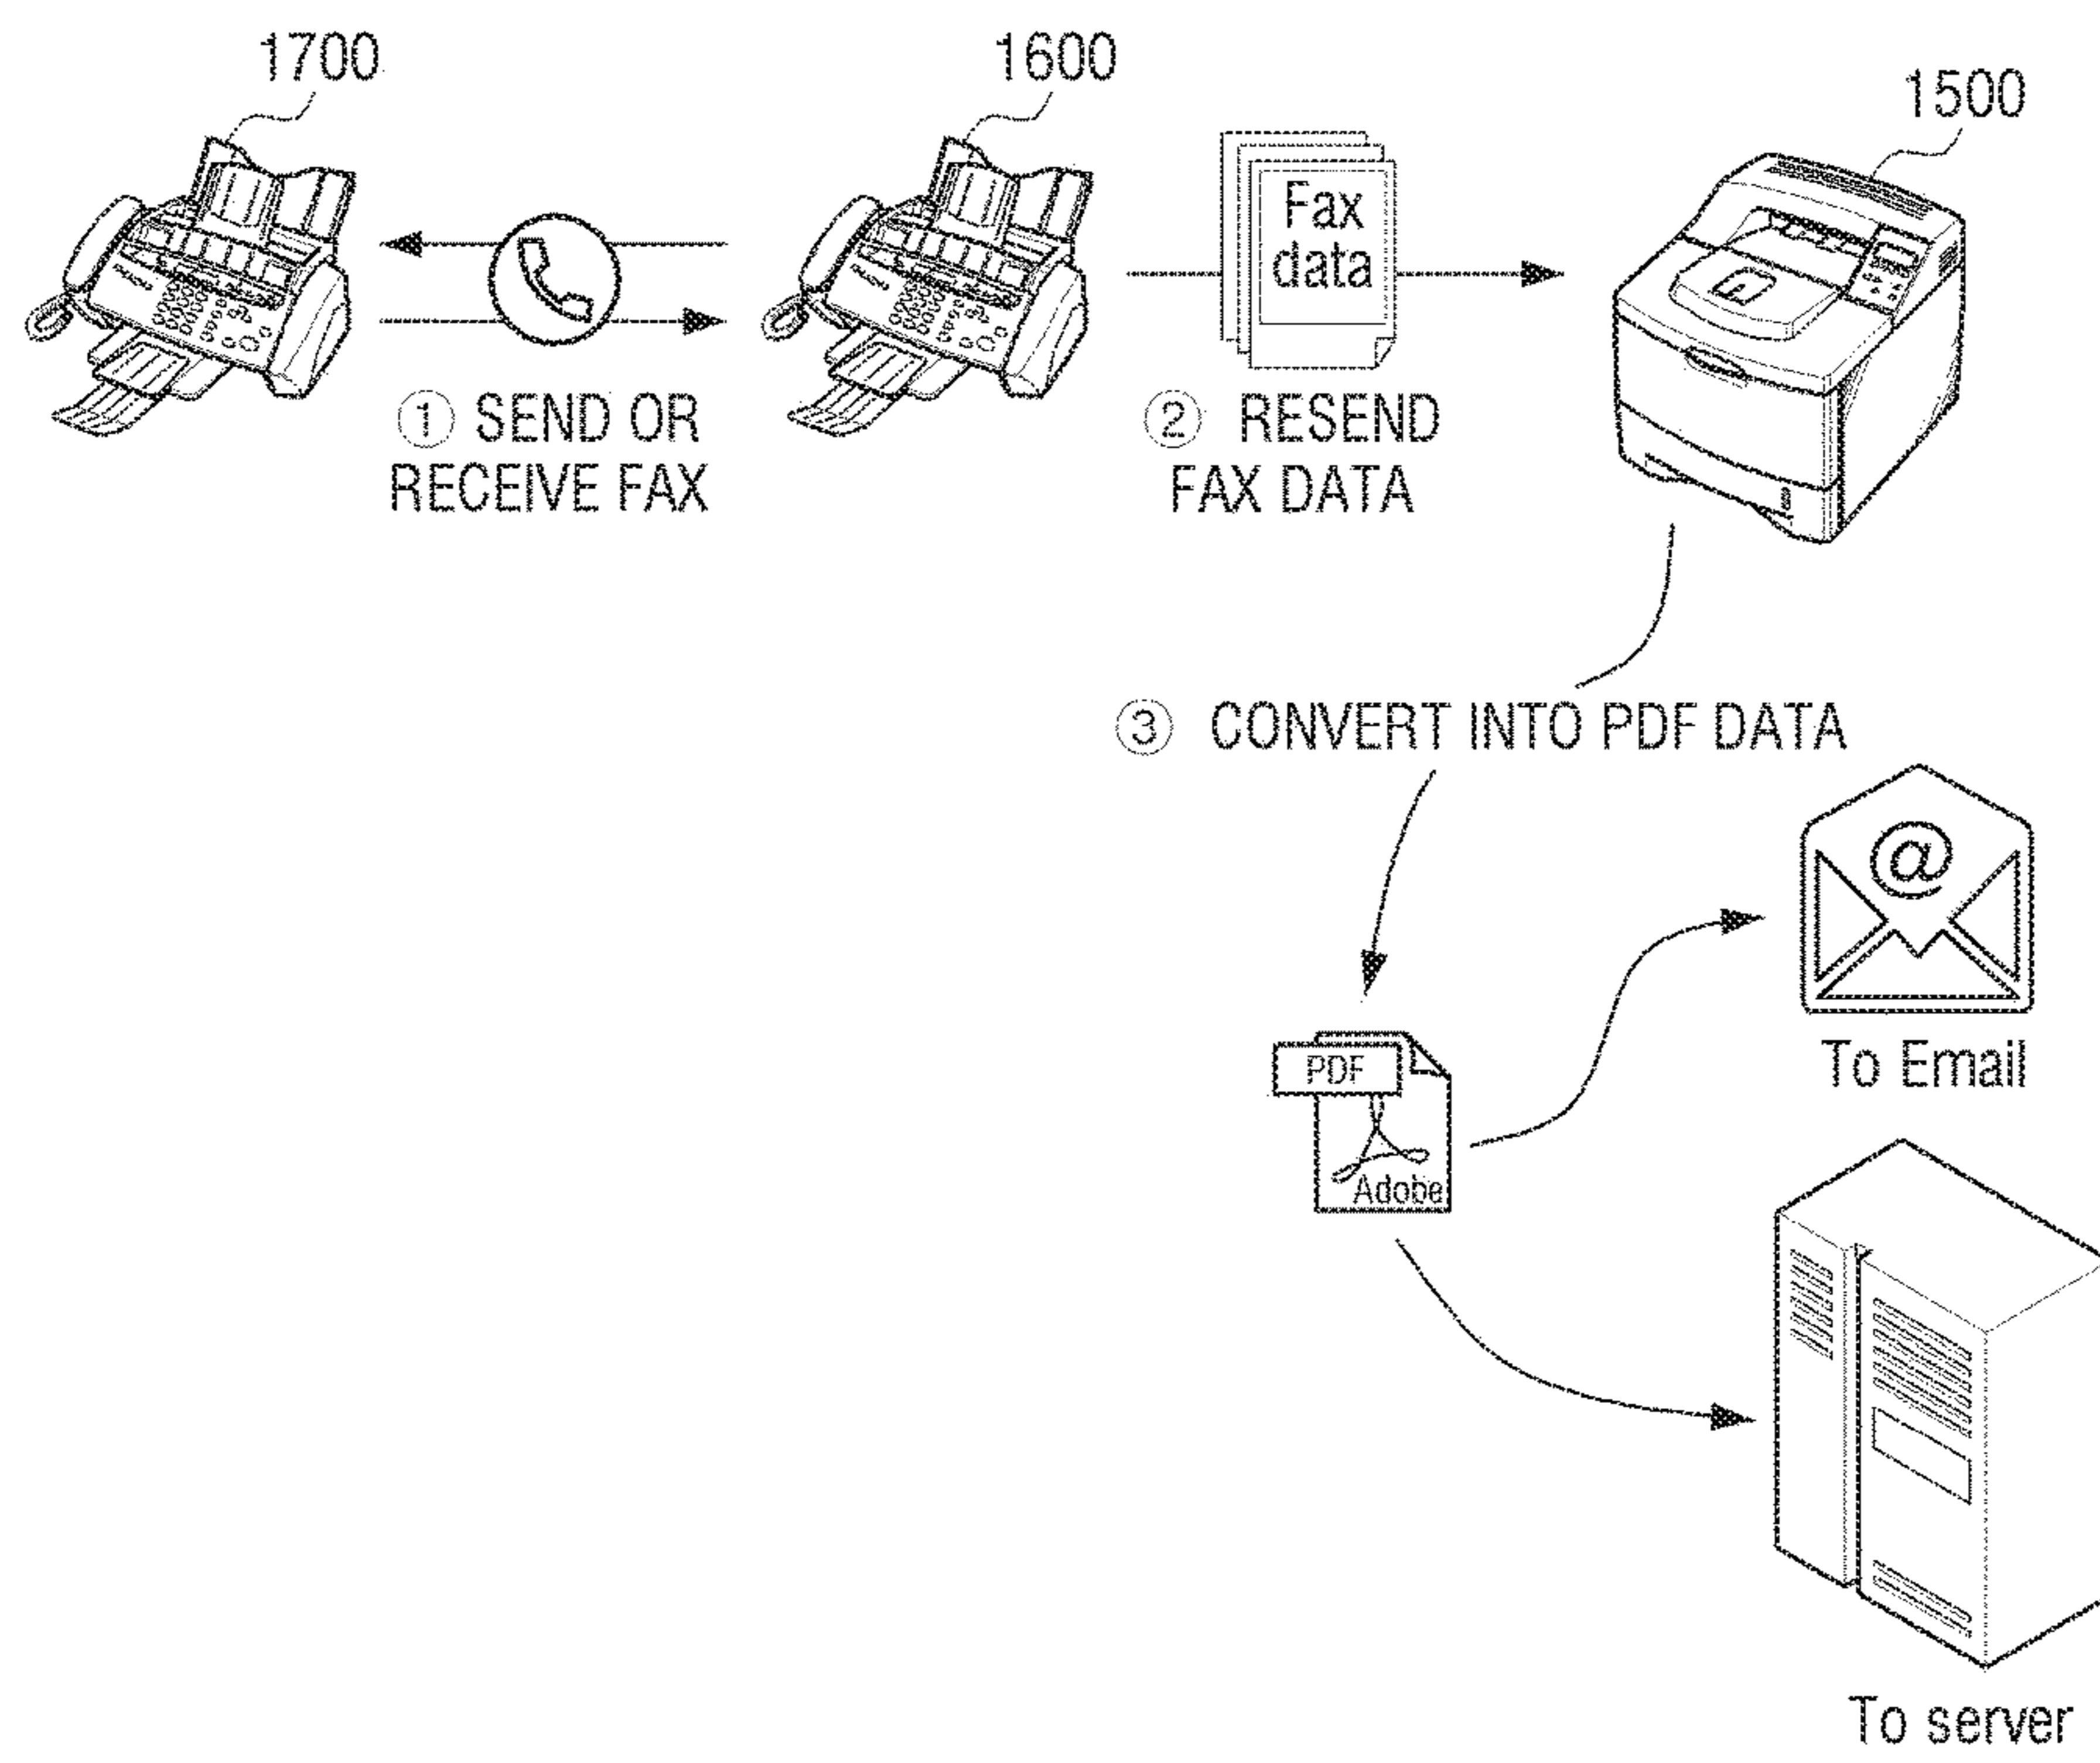 1700
1600
1500
Fax
data
① SEND OR
RECEIVE FAX
② RESEND
FAX DATA
③ CONVERT INTO PDF DATA
@
To Email
PDF
Adobe
To server